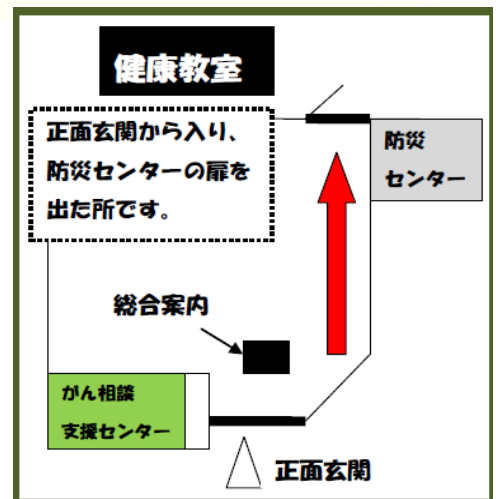 健康教室
正面玄関から入り、
防災センターの扉を
出た所です。
防災
センター
総合案内
がん相談
支援センター
正面玄関